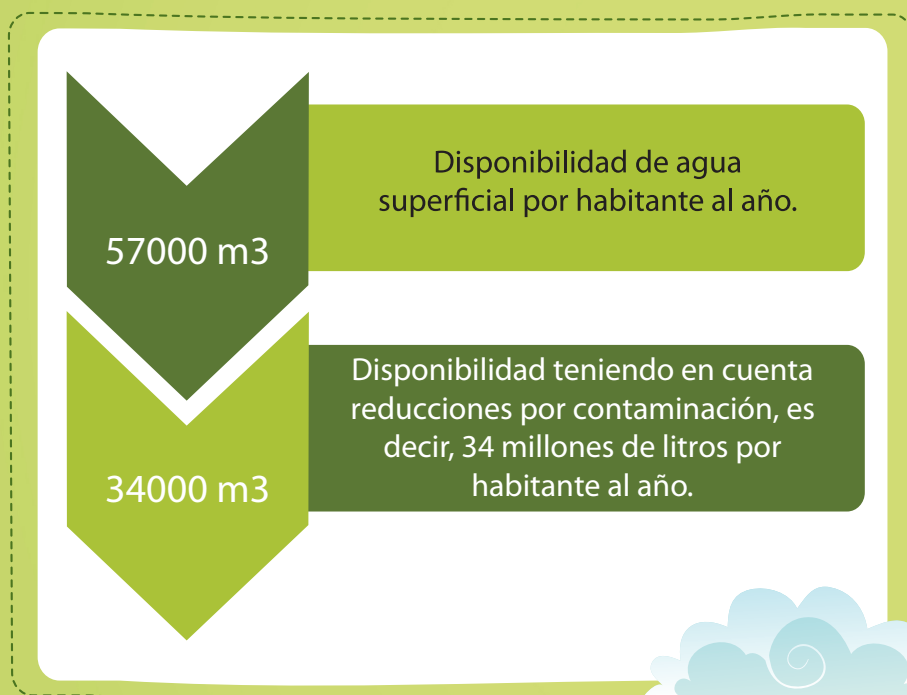 57000 m3
Disponibilidad de agua
superficial por habitante al año.
34000 m3
Disponibilidad teniendo en cuenta
reducciones por contaminación, es
decir, 34 millones de litros por
habitante al año.